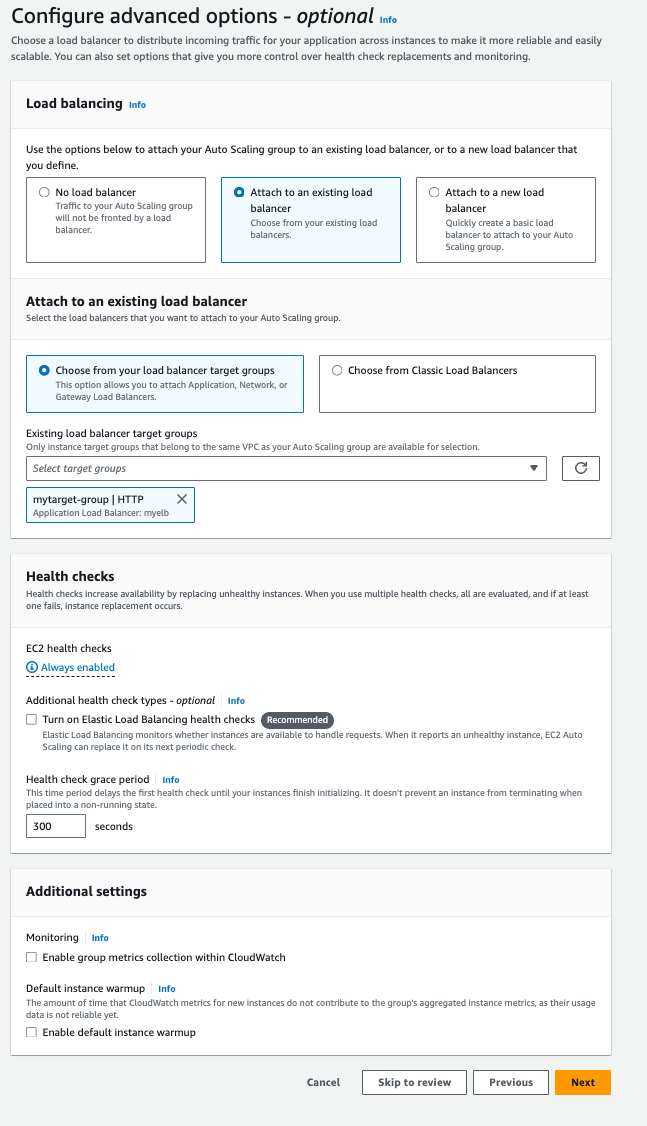 Configure advanced options - optional Info
Choose a load balancer to distribute incoming traffic for your application across instances to make it more reliable and easily
scalable. You can also set options that give you more control over health check replacements and monitoring.
Load balancing Info
Use the options below to attach your Auto Scaling group to an existing load balancer, or to a new load balancer that
you define.
No load balancer
Traffic to your Auto Scaling group
will not be fronted by a load
balancer.
Attach to an existing load
balancer
Choose from your existing load
balancers.
Attach to a new load
balancer
Quickly create a basic load
balancer to attach to your Auto
Scaling group.
Attach to an existing load balancer
Select the load balancers that you want to attach to your Auto Scaling group.
Choose from your load balancer target groups
This option allows you to attach Application, Network, or
Gateway Load Balancers.
Choose from Classic Load Balancers
Existing load balancer target groups
Only instance target groups that belong to the same VPC as your Auto Scaling group are available for selection.
Select target groups
mytarget-group | HTTP
Application Load Balancer: myelb
Health checks
Health checks increase availability by replacing unhealthy instances. When you use multiple health checks, all are evaluated, and if at least
one fails, instance replacement occurs.
EC2 health checks
Always enabled
Additional health check types - optional Info
Turn on Elastic Load Balancing health checks Recommended
Elastic Load Balancing monitors whether instances are available to handle requests. When it reports an unhealthy instance, EC2 Auto
Scaling can replace it on its next periodic check.
Health check grace period Info
This time period delays the first health check until your instances finish initializing. It doesn't prevent an instance from terminating when
placed into a non-running state.
300 seconds
Additional settings
Monitoring Info
Enable group metrics collection within CloudWatch
Default instance warmup Info
The amount of time that CloudWatch metrics for new instances do not contribute to the group's aggregated instance metrics, as their usage
data is not reliable yet.
Enable default instance warmup
Cancel Skip to review Previous Next